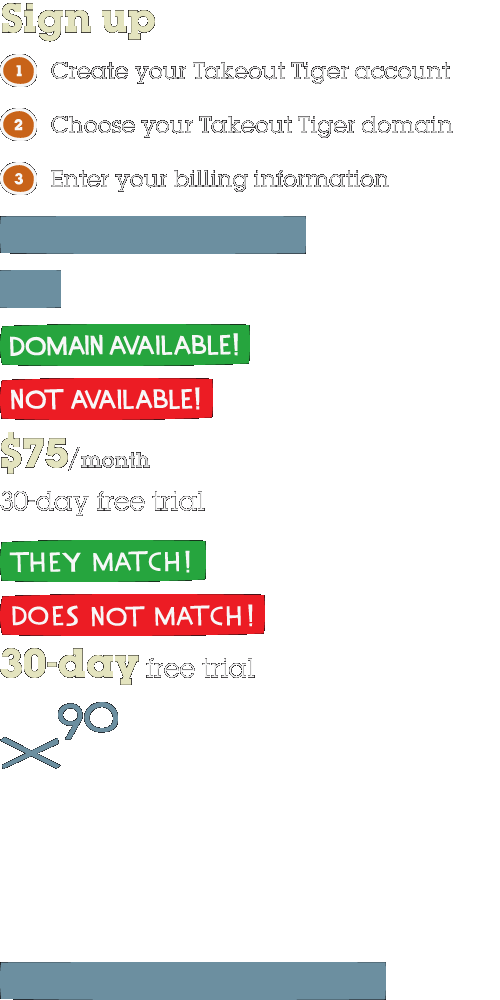 Sign up
1 Create your Takeout Tiger account
2 Choose your Takeout Tiger domain
3 Enter your billing information
DOMAIN AVAILABLE!
NOT AVAILABLE!
$75/month
30-day free trial
THEY MATCH!
DOES NOT MATCH!
30-day free trial
90
X